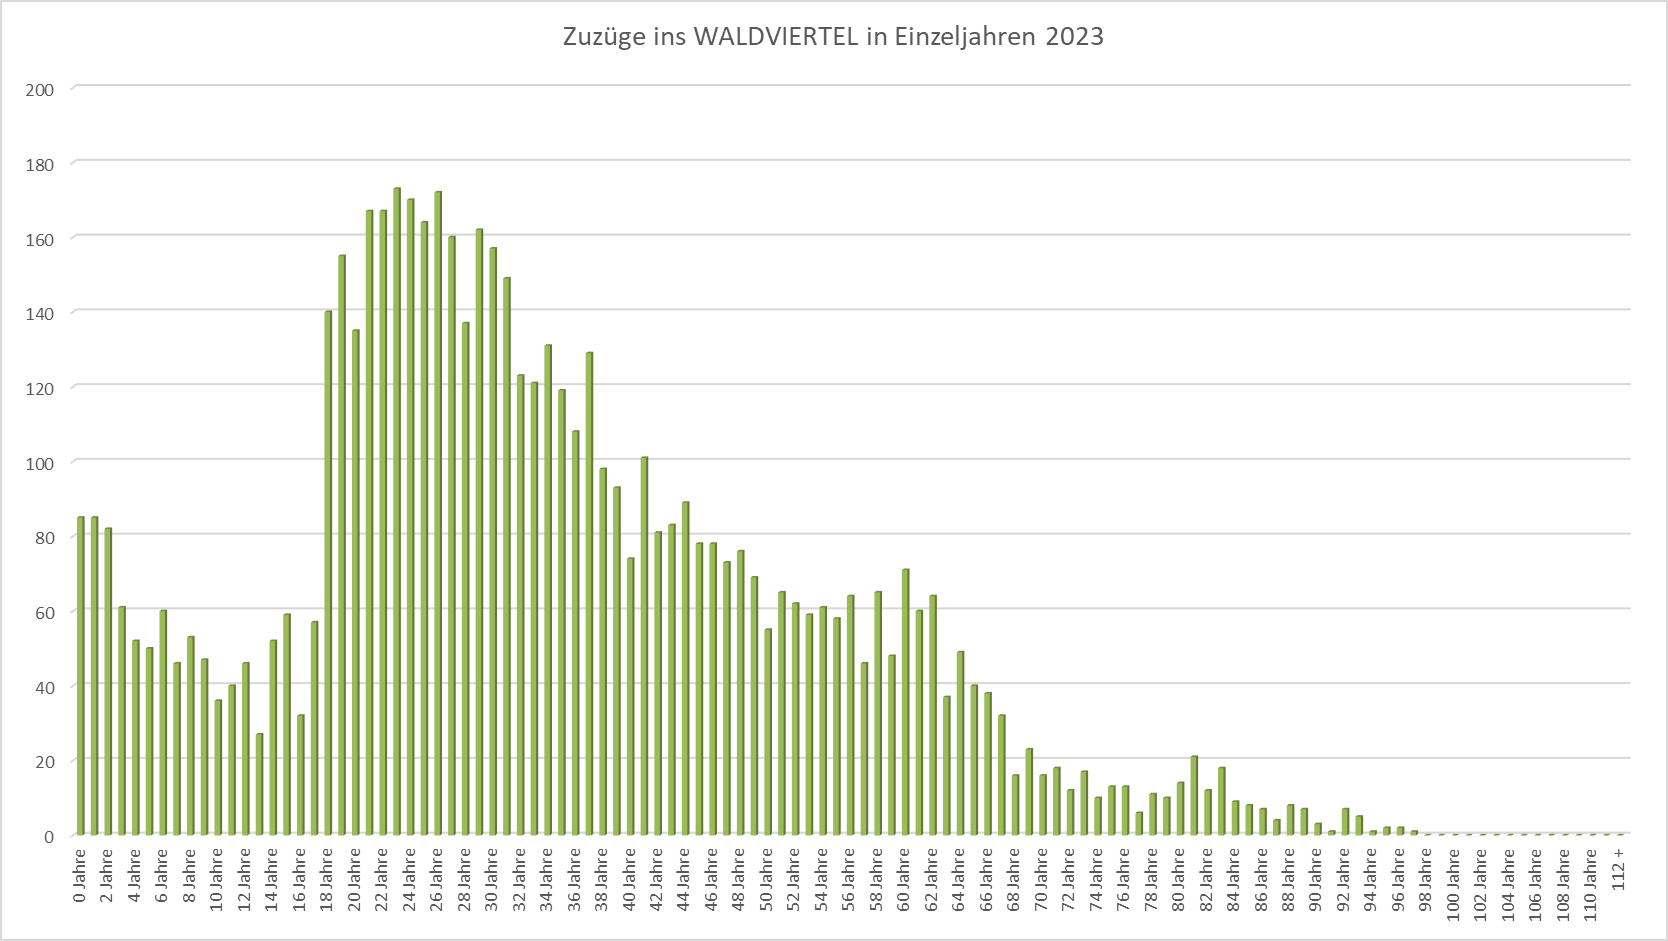 Zuzüge ins WALDVIERTEL in Einzeljahren 2023
200
180
160
140
120
100
80
60
40
20
0
0 Jahre
2 Jahre
4 Jahre
6 Jahre
8 Jahre
10 Jahre
12 Jahre
14 Jahre
16 Jahre
18 Jahre
20 Jahre
22 Jahre
24 Jahre
26 Jahre
28 Jahre
30 Jahre
32 Jahre
34 Jahre
36 Jahre
38 Jahre
40 Jahre
42 Jahre
44 Jahre
46 Jahre
48 Jahre
50 Jahre
52 Jahre
54 Jahre
56 Jahre
58 Jahre
60 Jahre
62 Jahre
64 Jahre
66 Jahre
68 Jahre
70 Jahre
72 Jahre
74 Jahre
76 Jahre
78 Jahre
80 Jahre
82 Jahre
84 Jahre
86 Jahre
88 Jahre
90 Jahre
92 Jahre
94 Jahre
96 Jahre
98 Jahre
100 Jahre
102 Jahre
104 Jahre
106 Jahre
108 Jahre
110 Jahre
112 +